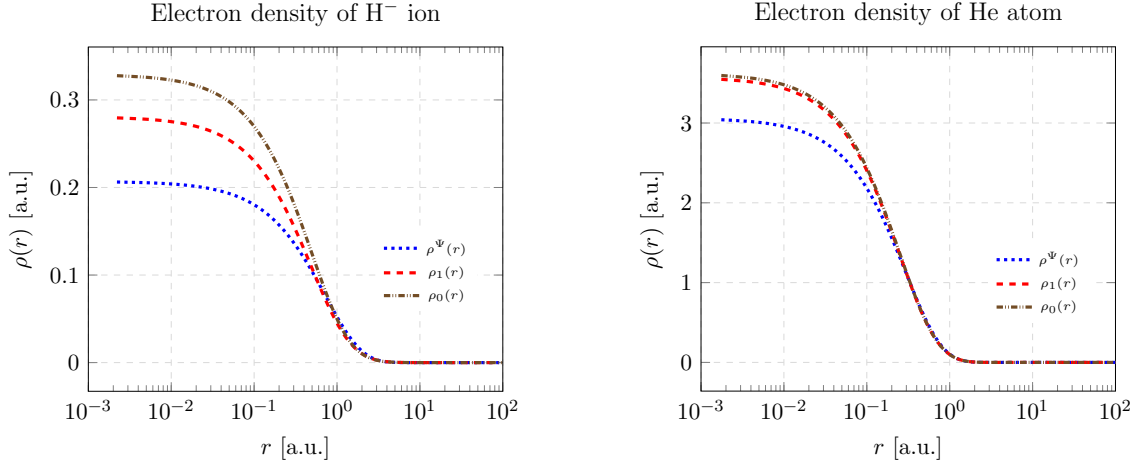 Electron density of H⁻ ion
ρ(r) [a.u.]
0.3
0.2
0.1
0
10⁻³ 10⁻² 10⁻¹ 10⁰ 10¹ 10²
r [a.u.]
ρ^Ψ(r)
ρ₁(r)
ρ₀(r)
Electron density of He atom
ρ(r) [a.u.]
3
2
1
0
10⁻³ 10⁻² 10⁻¹ 10⁰ 10¹ 10²
r [a.u.]
ρ^Ψ(r)
ρ₁(r)
ρ₀(r)